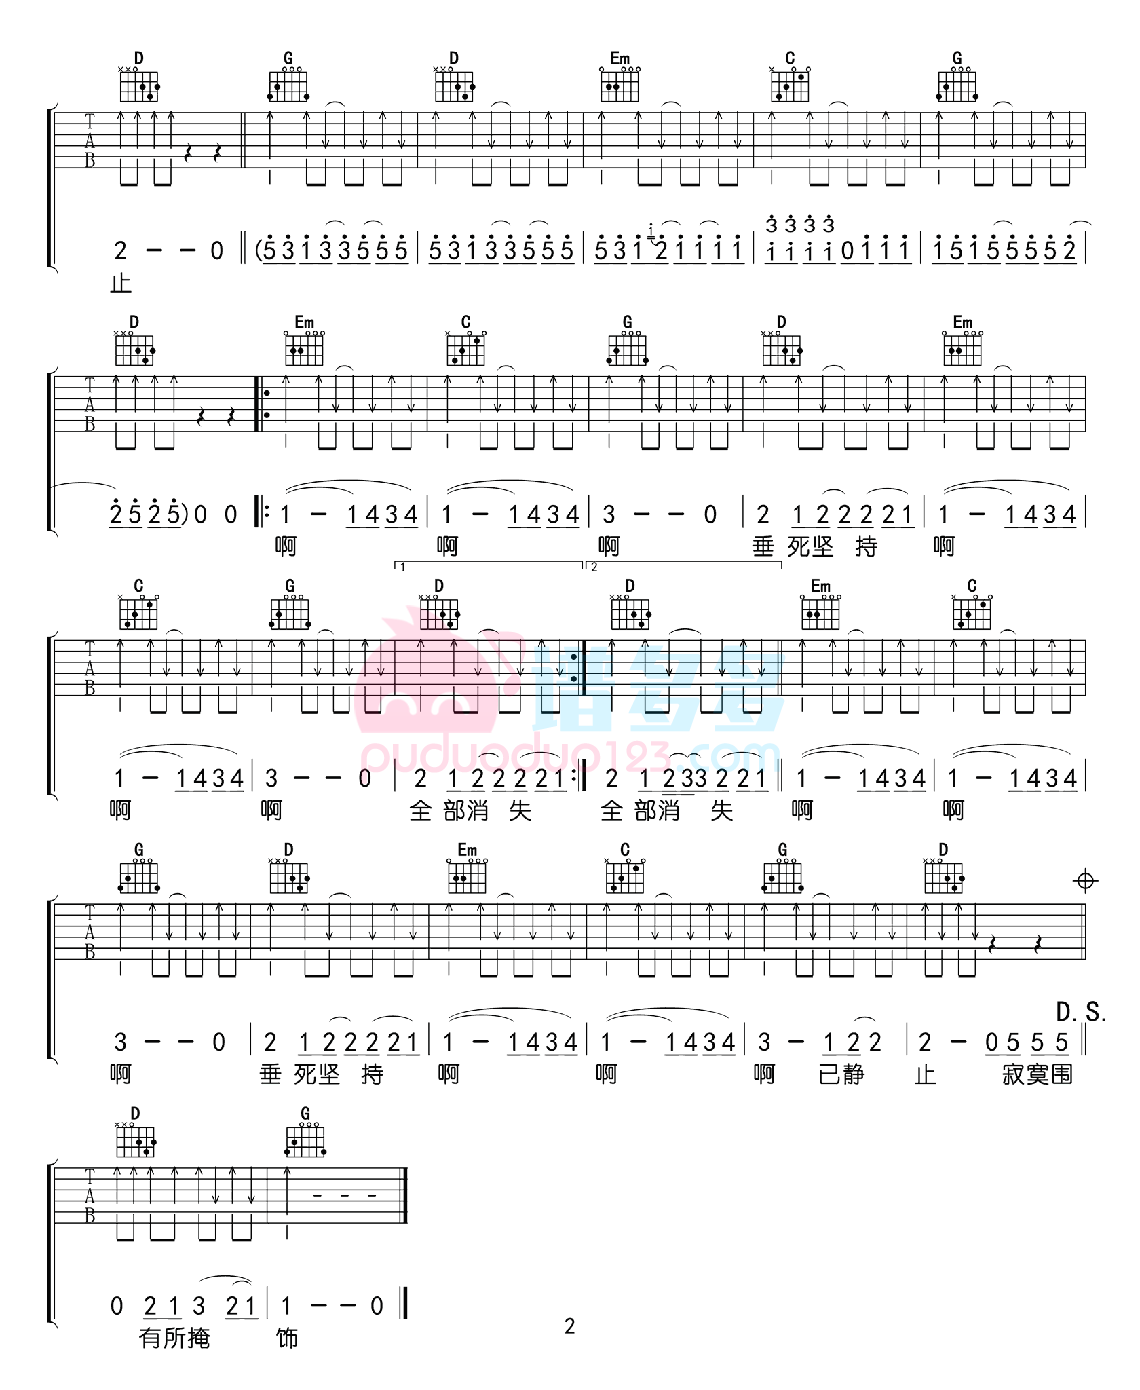 D G D Em C G
T A B
2 - - 0 (5 3 1 3 3 5 5 5 5 3 1 3 3 5 5 5 5 3 1 i 2 1 1 1 1 3 3 3 3 1 1 1 1 0 1 1 1 1 5 1 5 5 5 5 2
止
D Em C G D Em
T A B
2 5 2 5) 0 0 1 - 1 4 3 4 1 - 1 4 3 4 3 - - 0 2 1 2 2 2 2 1 1 - 1 4 3 4
啊 啊 啊 垂 死坚 持 啊
1 2
C G D D Em C
T A B
1 - 1 4 3 4 3 - - 0 2 1 2 2 2 2 1 2 1 2 3 3 2 2 1 1 - 1 4 3 4 1 - 1 4 3 4
啊 啊 全 部消 失 全 部消 失 啊 啊
谱多多
puduoduo123.com
G D Em C G D
T A B
D.S.
3 - - 0 2 1 2 2 2 2 1 1 - 1 4 3 4 1 - 1 4 3 4 3 - 1 2 2 2 - 0 5 5 5
啊 垂 死坚 持 啊 啊 啊 已静 止 寂寞围
D G
T A B
0 2 1 3 2 1 1 - - 0
有所掩 饰
2